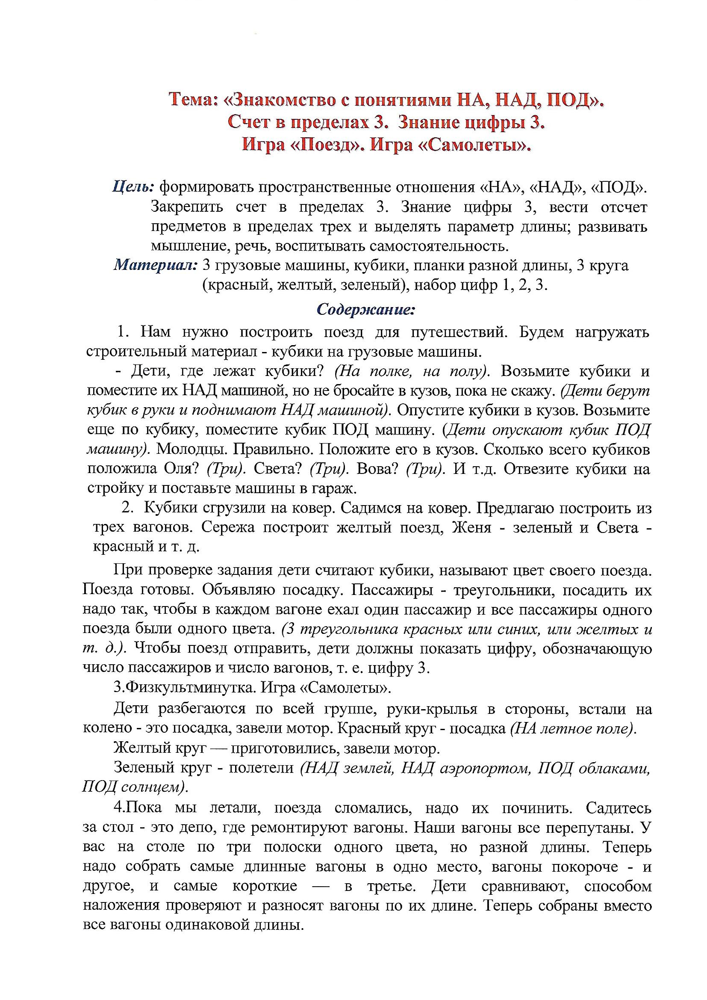 Тема: «Знакомство с понятиями НА, НАД, ПОД».
Счет в пределах 3. Знание цифры 3.
Игра «Поезд». Игра «Самолеты».
Цель: формировать пространственные отношения «НА», «НАД», «ПОД».
Закрепить счет в пределах 3. Знание цифры 3, вести отсчет
предметов в пределах трех и выделять параметр длины; развивать
мышление, речь, воспитывать самостоятельность.
Материал: 3 грузовые машины, кубики, планки разной длины, 3 круга
(красный, желтый, зеленый), набор цифр 1, 2, 3.
Содержание:
1. Нам нужно построить поезд для путешествий. Будем нагружать
строительный материал - кубики на грузовые машины.
- Дети, где лежат кубики? (На полке, на полу). Возьмите кубики и
поместите их НАД машиной, но не бросайте в кузов, пока не скажу. (Дети берут
кубик в руки и поднимают НАД машиной). Опустите кубики в кузов. Возьмите
еще по кубику, поместите кубик ПОД машину. (Дети опускают кубик ПОД
машину). Молодцы. Правильно. Положите его в кузов. Сколько всего кубиков
положила Оля? (Три). Света? (Три). Вова? (Три). И т.д. Отвезите кубики на
стройку и поставьте машины в гараж.
2. Кубики сгрузили на ковер. Садимся на ковер. Предлагаю построить из
трех вагонов. Сережа построит желтый поезд, Женя - зеленый и Света -
красный и т. д.
При проверке задания дети считают кубики, называют цвет своего поезда.
Поезда готовы. Объявляю посадку. Пассажиры - треугольники, посадить их
надо так, чтобы в каждом вагоне ехал один пассажир и все пассажиры одного
поезда были одного цвета. (3 треугольника красных или синих, или желтых и
т. д.). Чтобы поезд отправить, дети должны показать цифру, обозначающую
число пассажиров и число вагонов, т. е. цифру 3.
3.Физкультминутка. Игра «Самолеты».
Дети разбегаются по всей группе, руки-крылья в стороны, встали на
колено - это посадка, завели мотор. Красный круг - посадка (НА летное поле).
Желтый круг — приготовились, завели мотор.
Зеленый круг - полетели (НАД землей, НАД аэропортом, ПОД облаками,
ПОД солнцем).
4.Пока мы летали, поезда сломались, надо их починить. Садитесь
за стол - это депо, где ремонтируют вагоны. Наши вагоны все перепутаны. У
вас на столе по три полоски одного цвета, но разной длины. Теперь
надо собрать самые длинные вагоны в одно место, вагоны покороче - и
другое, и самые короткие — в третье. Дети сравнивают, способом
наложения проверяют и разносят вагоны по их длине. Теперь собраны вместо
все вагоны одинаковой длины.